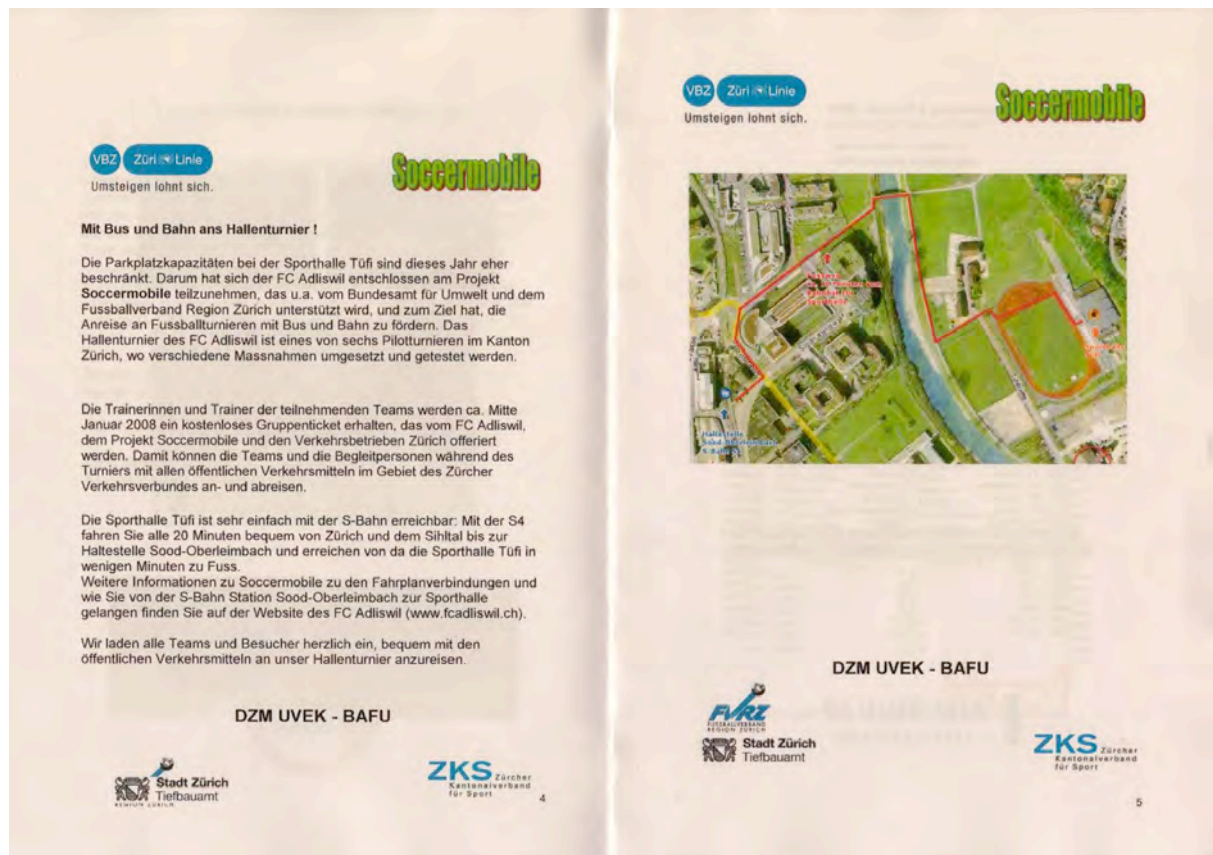 VBZ Züri Linie
Umsteigen lohnt sich.
Soccermobile
Mit Bus und Bahn ans Hallenturnier !
Die Parkplatzkapazitäten bei der Sporthalle Tüfi sind dieses Jahr eher
beschränkt. Darum hat sich der FC Adliswil entschlossen am Projekt
Soccermobile teilzunehmen, das u.a. vom Bundesamt für Umwelt und dem
Fussballverband Region Zürich unterstützt wird, und zum Ziel hat, die
Anreise an Fussballturnieren mit Bus und Bahn zu fördern. Das
Hallenturnier des FC Adliswil ist eines von sechs Pilotturnieren im Kanton
Zürich, wo verschiedene Massnahmen umgesetzt und getestet werden.
Die Trainerinnen und Trainer der teilnehmenden Teams werden ca. Mitte
Januar 2008 ein kostenloses Gruppenticket erhalten, das vom FC Adliswil,
dem Projekt Soccermobile und den Verkehrsbetrieben Zürich offeriert
werden. Damit können die Teams und die Begleitpersonen während des
Turniers mit allen öffentlichen Verkehrsmitteln im Gebiet des Zürcher
Verkehrsverbundes an- und abreisen.
Die Sporthalle Tüfi ist sehr einfach mit der S-Bahn erreichbar: Mit der S4
fahren Sie alle 20 Minuten bequem von Zürich und dem Sihltal bis zur
Haltestelle Sood-Oberleimbach und erreichen von da die Sporthalle Tüfi in
wenigen Minuten zu Fuss.
Weitere Informationen zu Soccermobile zu den Fahrplanverbindungen und
wie Sie von der S-Bahn Station Sood-Oberleimbach zur Sporthalle
gelangen finden Sie auf der Website des FC Adliswil (www.fcadliswil.ch).
Wir laden alle Teams und Besucher herzlich ein, bequem mit den
öffentlichen Verkehrsmitteln an unser Hallenturnier anzureisen.
DZM UVEK - BAFU
Stadt Zürich
Tiefbauamt
REGION ZÜRICH
ZKS Zürcher
Kantonalverband
für Sport
4
VBZ Züri Linie
Umsteigen lohnt sich.
Soccermobile
Haltestelle
Sood-Oberleimbach
S-Bahn
DZM UVEK - BAFU
FVRZ
FUSSBALLVERBAND
REGION ZÜRICH
Stadt Zürich
Tiefbauamt
ZKS Zürcher
Kantonalverband
für Sport
5